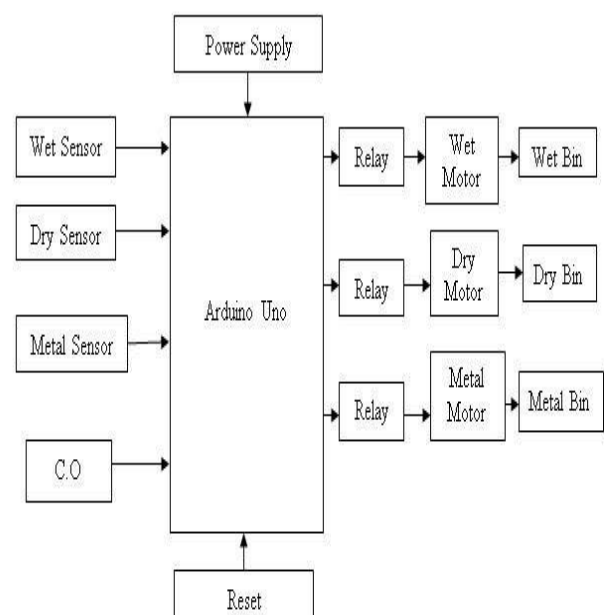 Power Supply
Wet Sensor
Dry Sensor
Metal Sensor
C.O
Arduino Uno
Relay
Wet
Motor
Wet Bin
Relay
Dry
Motor
Dry Bin
Relay
Metal
Motor
Metal Bin
Reset